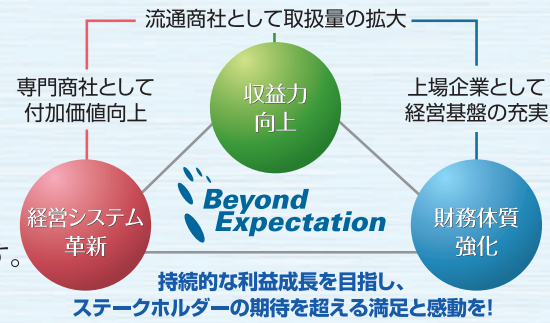 流通商社として取扱量の拡大
専門商社として
付加価値向上
収益力
向上
上場企業として
経営基盤の充実
経営システム
革新
Beyond
Expectation
財務体質
強化
す。
持続的な利益成長を目指し、
ステークホルダーの期待を超える満足と感動を!